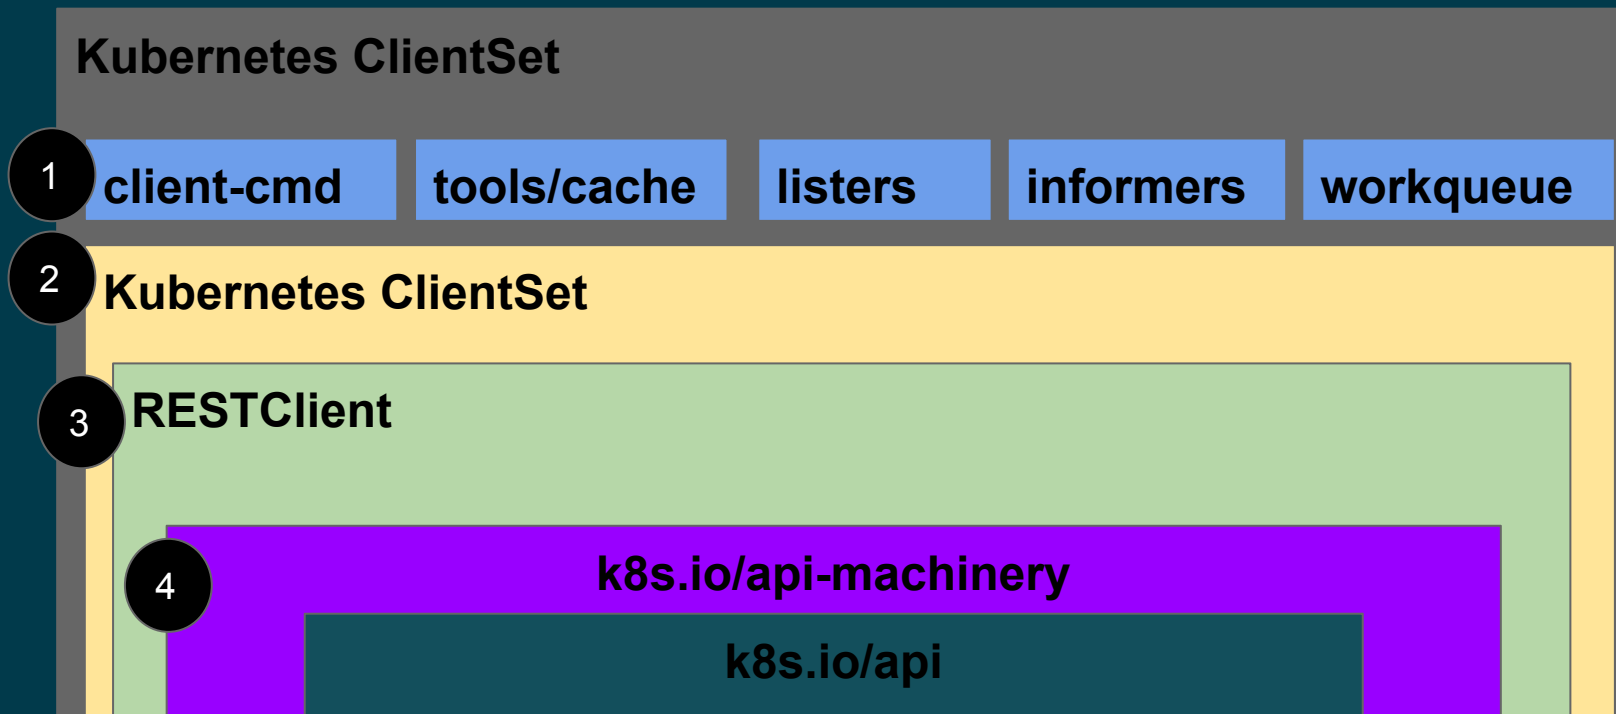 Kubernetes ClientSet
1
client-cmd tools/cache listers informers workqueue
2
Kubernetes ClientSet
3
RESTClient
4
k8s.io/api-machinery
k8s.io/api